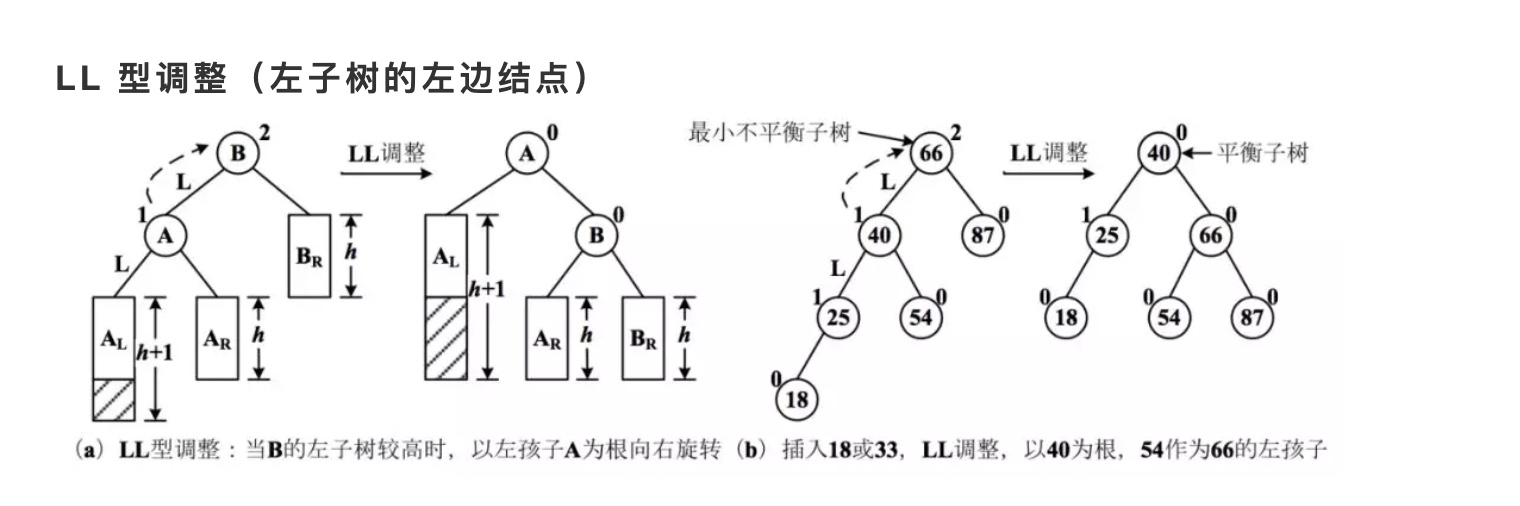 LL 型调整（左子树的左边结点）
B 2 LL调整 A 0 最小不平衡子树 66 2 LL调整 40 0 平衡子树
L L
1 A B_R h A_L h+1 B 0 1 40 87 0 1 25 66 0
L L
A_L h+1 A_R h A_R h B_R h 1 25 54 0 0 18 0 54 87 0
0 18
（a）LL型调整：当B的左子树较高时，以左孩子A为根向右旋转（b）插入18或33，LL调整，以40为根，54作为66的左孩子